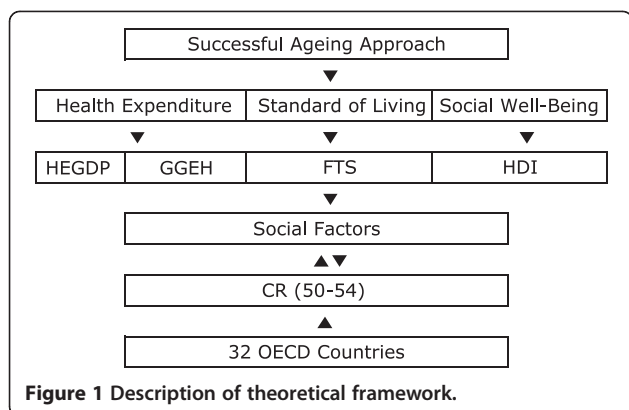 Successful Ageing Approach
▼
Health Expenditure Standard of Living Social Well-Being
▼ ▼ ▼
HEGDP GGEH FTS HDI
▼
Social Factors
▲▼
CR (50-54)
▲
32 OECD Countries
Figure 1 Description of theoretical framework.